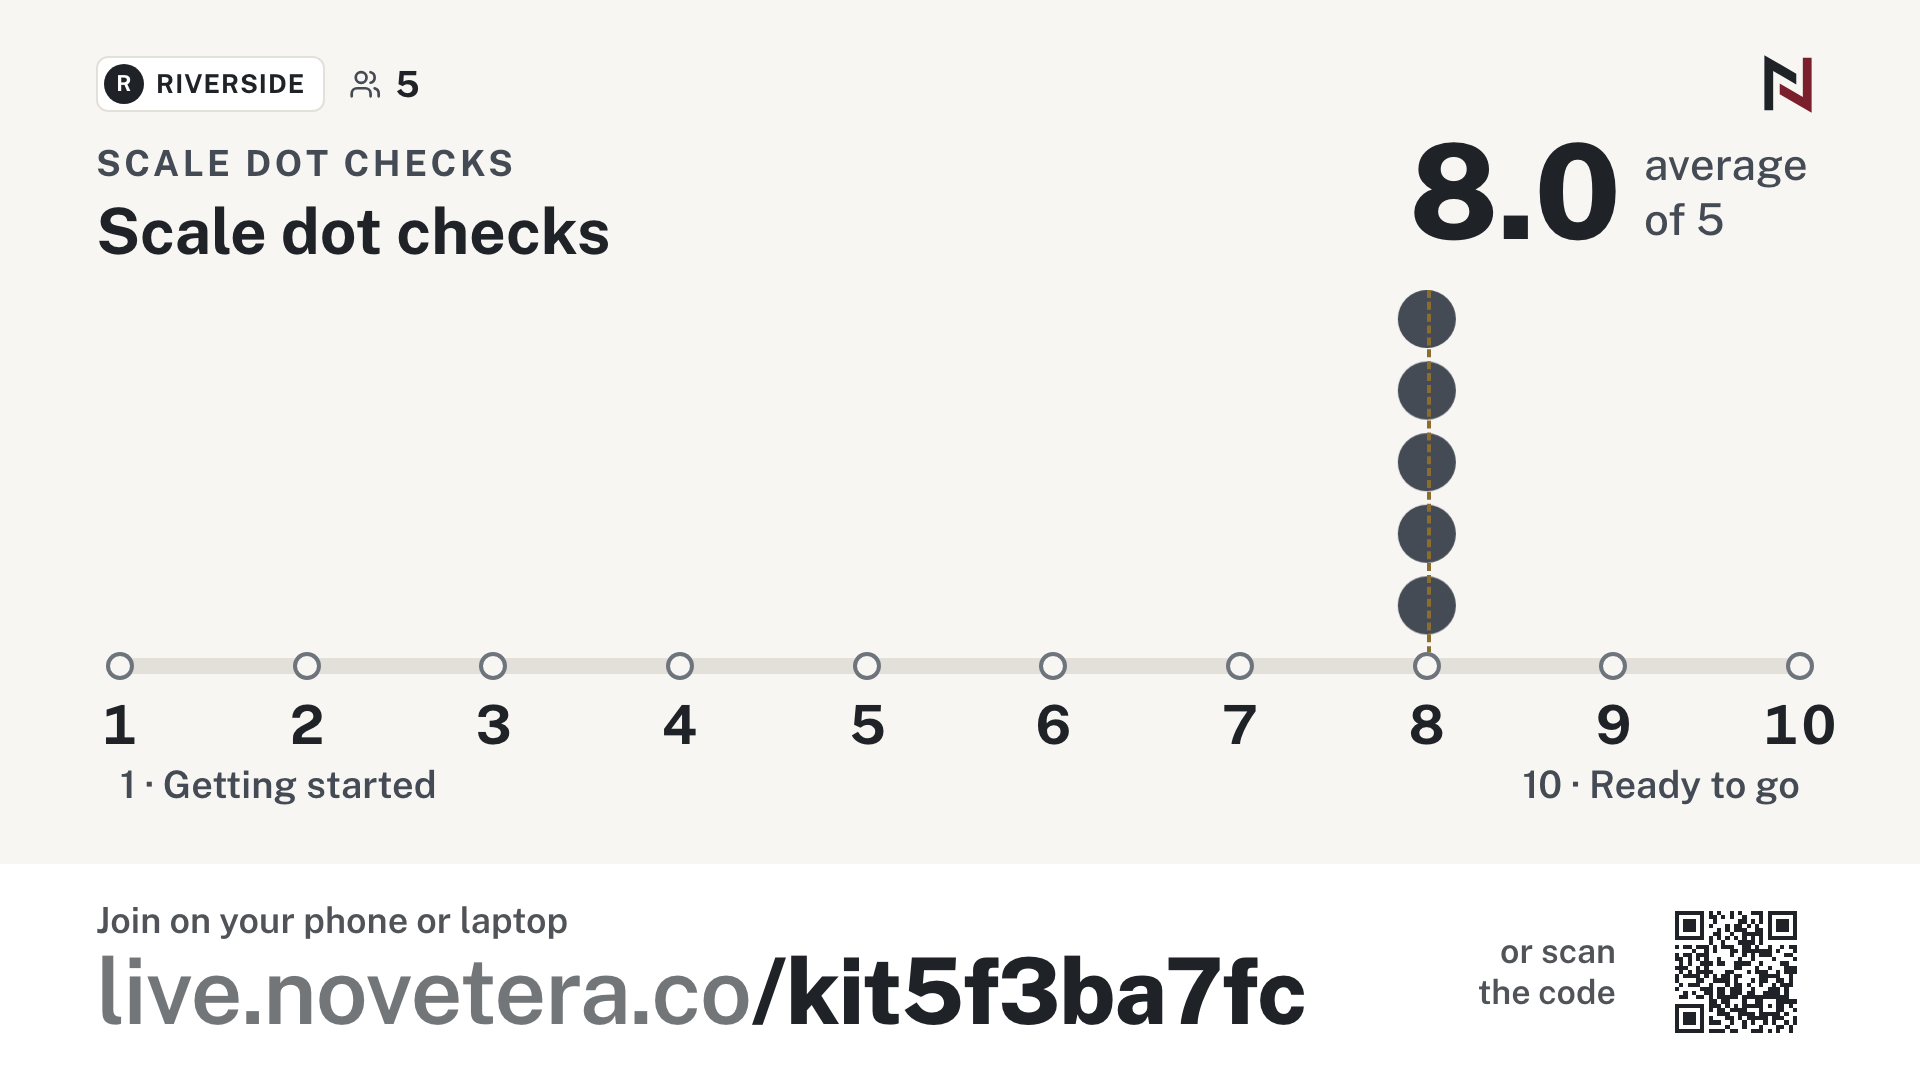 R RIVERSIDE 5
SCALE DOT CHECKS
Scale dot checks
8.0 average
of 5
1 2 3 4 5 6 7 8 9 10
1 · Getting started
10 · Ready to go
Join on your phone or laptop
live.novetera.co/kit5f3ba7fc
or scan
the code